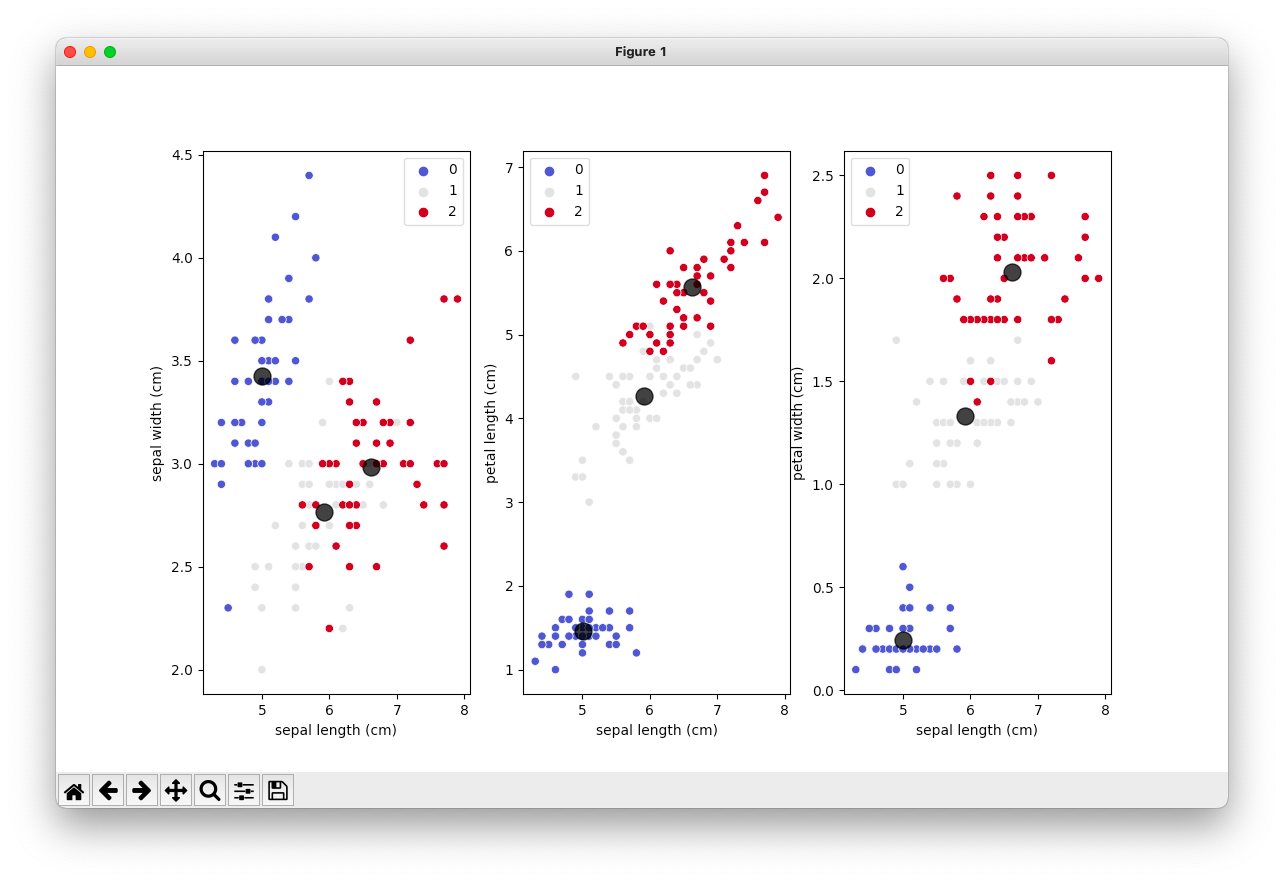 Figure 1
4.5
4.0
3.5
3.0
2.5
2.0
sepal width (cm)
5 6 7 8
sepal length (cm)
0
1
2
7
6
5
4
3
2
1
petal length (cm)
5 6 7 8
sepal length (cm)
0
1
2
2.5
2.0
1.5
1.0
0.5
0.0
petal width (cm)
5 6 7 8
sepal length (cm)
0
1
2